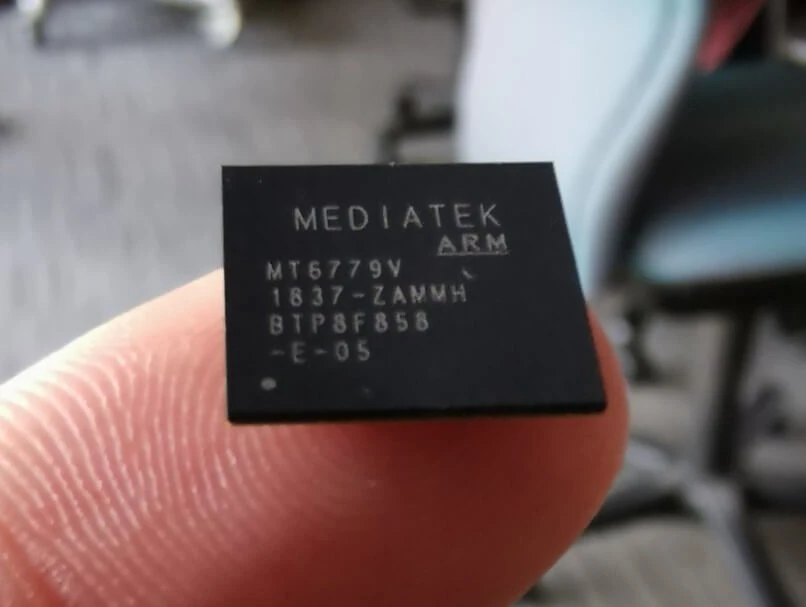 MEDIATEK
ARM
MT6779V
1837-ZAMMH
BTP8F858
-E-05